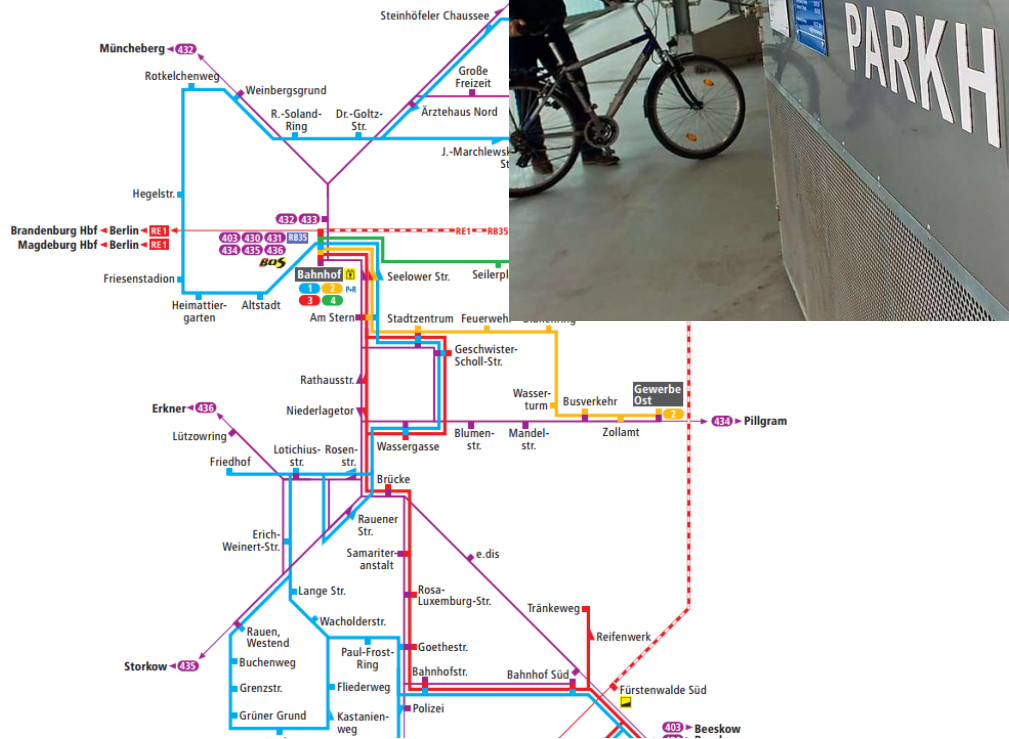 Steinhöfeler Chaussee
Müncheberg 432
Rotkelchenweg
Weinbergsgrund
Große
Freizeit
R.-Soland-
Ring
Dr.-Goltz-
Str.
Ärztehaus Nord
J.-Marchlewsk
St
PARKH
Hegelstr.
432 433
Brandenburg Hbf Berlin RE1
Magdeburg Hbf Berlin RE1
403 430 431 RB35
434 435 436
BOS
RE1 RB35
Bahnhof
1 2 P+R
3 4
Seelower Str.
Seilerpl
Friesenstadion
Heimattier-
garten
Altstadt
Am Stern
Stadtzentrum
Feuerwehr
Geschwister-
Scholl-Str.
Rathausstr.
Niederlagetor
Wasser-
turm
Busverkehr
Gewerbe
Ost
2
Zollamt
434 Pillgram
Erkner 436
Lützowring
Friedhof
Lotichius-
str.
Rosen-
str.
Wassergasse
Blumen-
str.
Mandel-
str.
Brücke
Rauener
Str.
Erich-
Weinert-Str.
Samariter-
anstalt
e.dis
Lange Str.
Rosa-
Luxemburg-Str.
Tränkeweg
Wacholderstr.
Reifenwerk
Rauen,
Westend
Storkow 435
Paul-Frost-
Ring
Goethestr.
Buchenweg
Bahnhofstr.
Bahnhof Süd
Grenzstr.
Fliederweg
Fürstenwalde Süd
Grüner Grund
Kastanien-
weg
Polizei
403 Beeskow